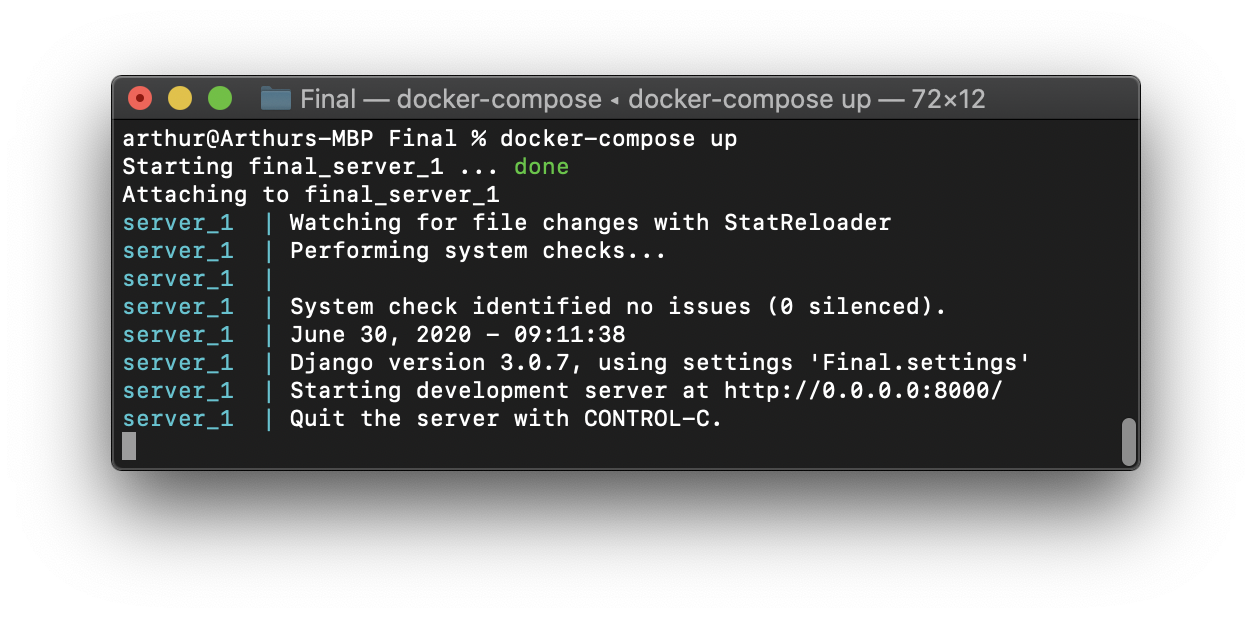 Final — docker-compose ◂ docker-compose up — 72×12
arthur@Arthurs-MBP Final % docker-compose up
Starting final_server_1 ... done
Attaching to final_server_1
server_1  | Watching for file changes with StatReloader
server_1  | Performing system checks...
server_1  |
server_1  | System check identified no issues (0 silenced).
server_1  | June 30, 2020 - 09:11:38
server_1  | Django version 3.0.7, using settings 'Final.settings'
server_1  | Starting development server at http://0.0.0.0:8000/
server_1  | Quit the server with CONTROL-C.